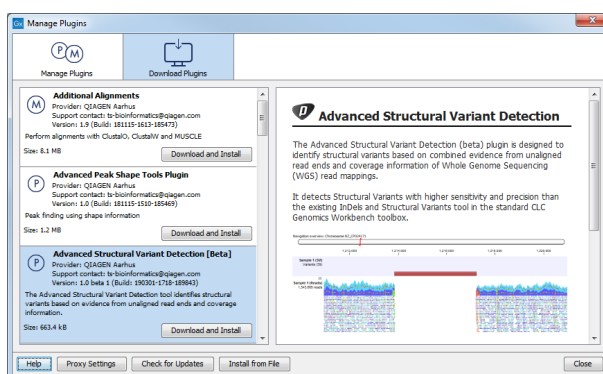 Gx Manage Plugins
P M
Manage Plugins
Download Plugins
M
Additional Alignments
Provider: QIAGEN Aarhus
Support contact: ts-bioinformatics@qiagen.com
Version: 1.9 (Build: 181115-1613-185473)
Perform alignments with ClustalO, ClustalW and MUSCLE
Size: 8.1 MB
Download and Install
P
Advanced Peak Shape Tools Plugin
Provider: QIAGEN Aarhus
Support contact: ts-bioinformatics@qiagen.com
Version: 1.0 (Build: 181115-1510-185469)
Peak finding using shape information
Size: 1.2 MB
Download and Install
P
Advanced Structural Variant Detection [Beta]
Provider: QIAGEN Aarhus
Support contact: ts-bioinformatics@qiagen.com
Version: 1.0 beta 1 (Build: 190301-1718-189843)
The Advanced Structural Variant Detection tool identifies structural
variants based on evidence from unaligned read ends and coverage
information.
Size: 663.4 kB
Download and Install
P Advanced Structural Variant Detection
The Advanced Structural Variant Detection (beta) plugin is designed to
identify structural variants based on combined evidence from unaligned
read ends and coverage information of Whole Genome Sequencing
(WGS) read mappings.
It detects Structural Variants with higher sensitivity and precision than
the existing InDels and Structural Variants tool in the standard CLC
Genomics Workbench toolbox.
Help
Proxy Settings
Check for Updates
Install from File
Close